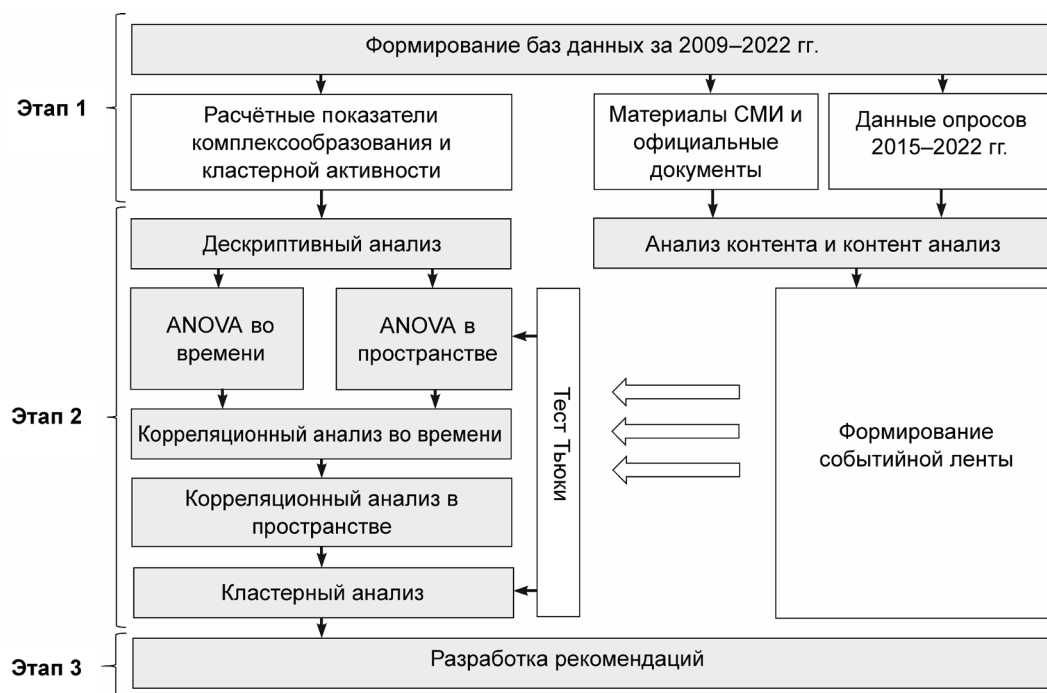 Формирование баз данных за 2009–2022 гг.
Этап 1
Расчётные показатели
комплексообразования и
кластерной активности
Материалы СМИ и
официальные
документы
Данные опросов
2015–2022 гг.
Дескриптивный анализ
Анализ контента и контент анализ
ANOVA во
времени
ANOVA в
пространстве
Тест Тьюки
Этап 2
Корреляционный анализ во времени
Формирование
событийной ленты
Корреляционный анализ в
пространстве
Кластерный анализ
Этап 3
Разработка рекомендаций